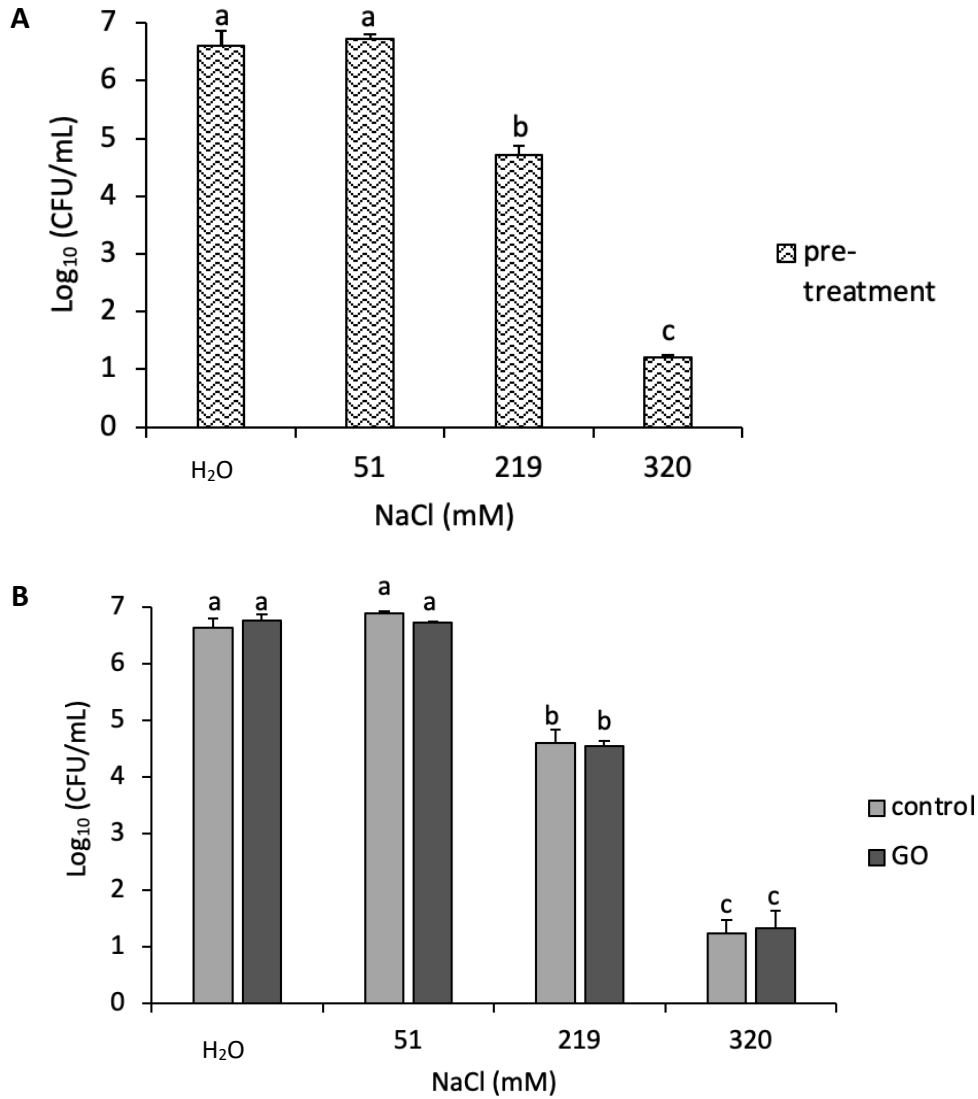 A
7
6
5
4
3
2
1
0
Log₁₀ (CFU/mL)
a
a
b
c
H₂O
51
219
320
NaCl (mM)
pre-
treatment
B
7
6
5
4
3
2
1
0
Log₁₀ (CFU/mL)
a a a a b b c c
H₂O
51
219
320
NaCl (mM)
control
GO